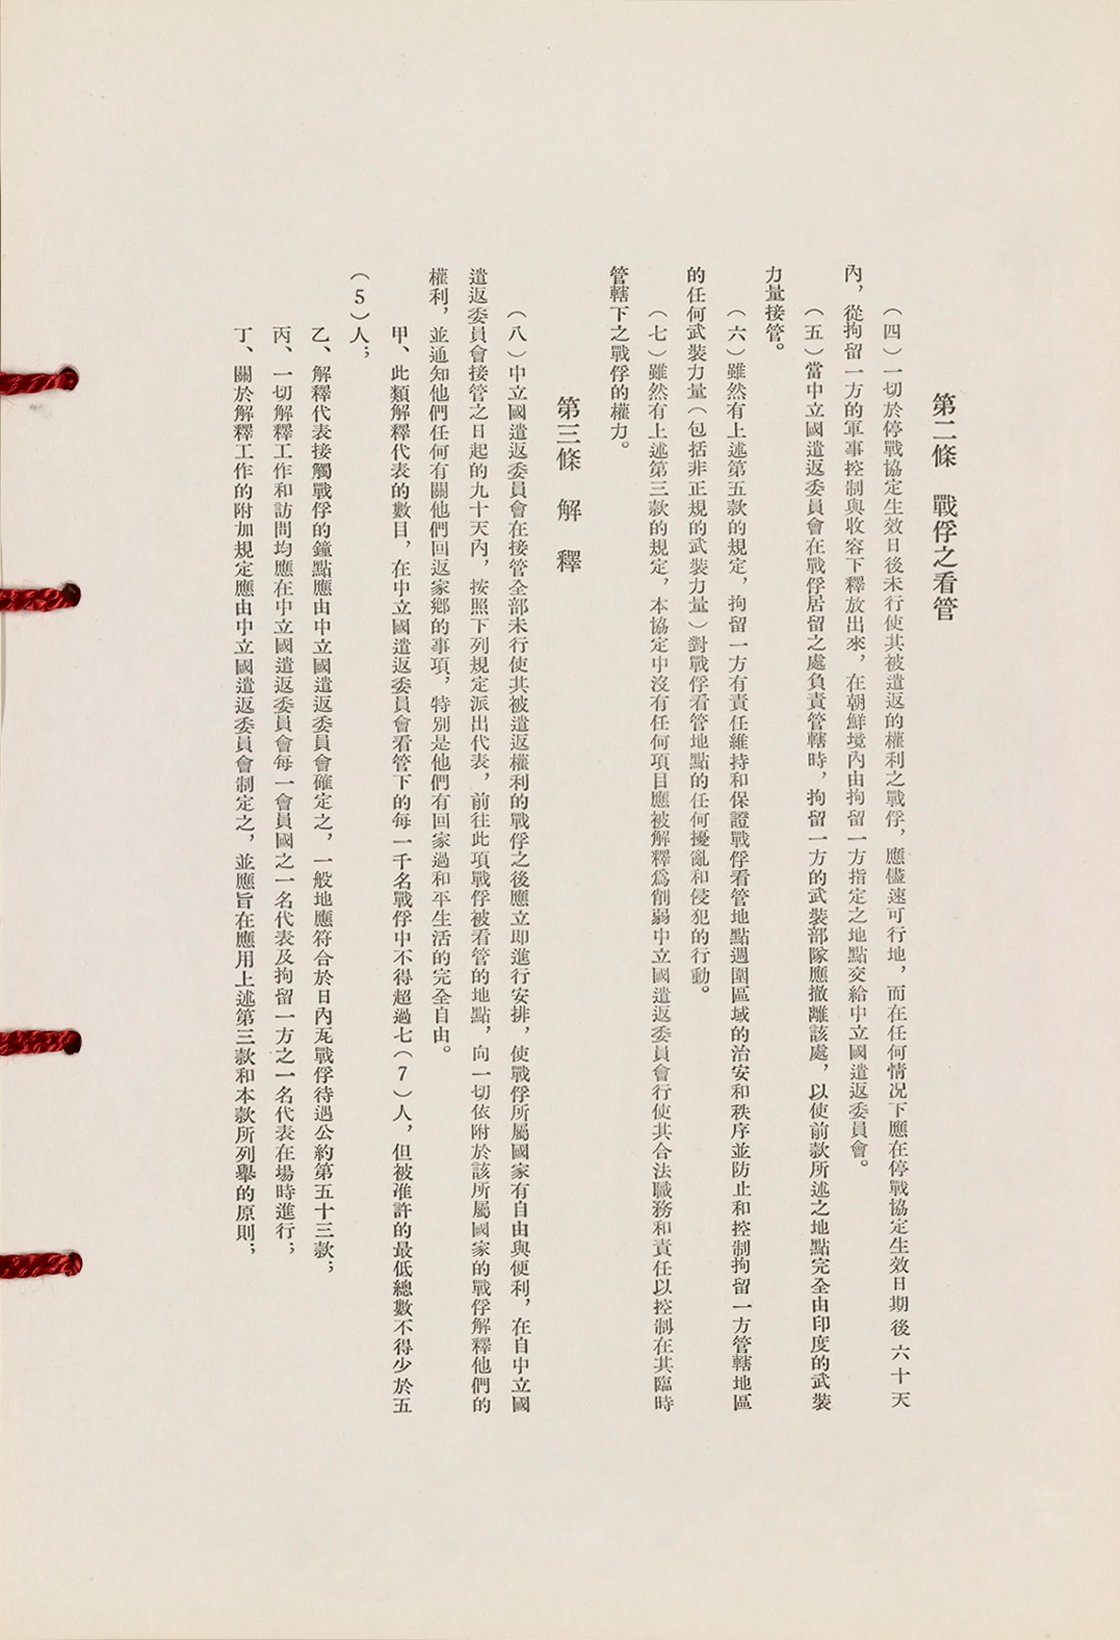 第二條　戰俘之看管
（四）一切於停戰協定生效日後未行使其被遣返的權利之戰俘，應儘速可行地，而在任何情況下應在停戰協定生效日期後六十天
內，從拘留一方的軍事控制與收容下釋放出來，在朝鮮境內由拘留一方指定之地點交給中立國遣返委員會。
（五）當中立國遣返委員會在戰俘居留之處負責管轄時，拘留一方的武裝部隊應撤離該處，以使前款所述之地點完全由印度的武裝
力量接管。
（六）雖然有上述第五款的規定，拘留一方有責任維持和保證戰俘看管地點週圍區域的治安和秩序並防止和控制拘留一方管轄地區
的任何武裝力量（包括非正規的武裝力量）對戰俘看管地點的任何擾亂和侵犯的行動。
（七）雖然有上述第三款的規定，本協定中沒有任何項目應被解釋爲削弱中立國遣返委員會行使其合法職務和責任以控制在其臨時
管轄下之戰俘的權力。
第三條　解　釋
（八）中立國遣返委員會在接管全部未行使其被遣返權利的戰俘之後應立即進行安排，使戰俘所屬國家有自由與便利，在自中立國
遣返委員會接管之日起的九十天內，按照下列規定派出代表，前往此項戰俘被看管的地點，向一切依附於該所屬國家的戰俘解釋他們的
權利，並通知他們任何有關他們回返家鄉的事項，特別是他們有回家過和平生活的完全自由。
甲、此類解釋代表的數目，在中立國遣返委員會看管下的每一千名戰俘中不得超過七（7）人，但被准許的最低總數不得少於五
（5）人；
乙、解釋代表接觸戰俘的鐘點應由中立國遣返委員會確定之，一般地應符合於日內瓦戰俘待遇公約第五十三款；
丙、一切解釋工作和訪問均應在中立國遣返委員會每一會員國之一名代表及拘留一方之一名代表在場時進行；
丁、關於解釋工作的附加規定應由中立國遣返委員會制定之，並應旨在應用上述第三款和本款所列舉的原則；